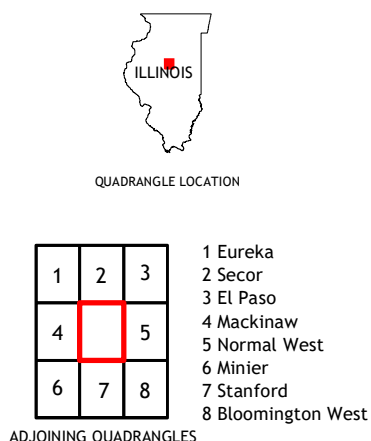 ILLINOIS
QUADRANGLE LOCATION
1 2 3
4 5
6 7 8
1 Eureka
2 Secor
3 El Paso
4 Mackinaw
5 Normal West
6 Minier
7 Stanford
8 Bloomington West
ADJOINING QUADRANGLES